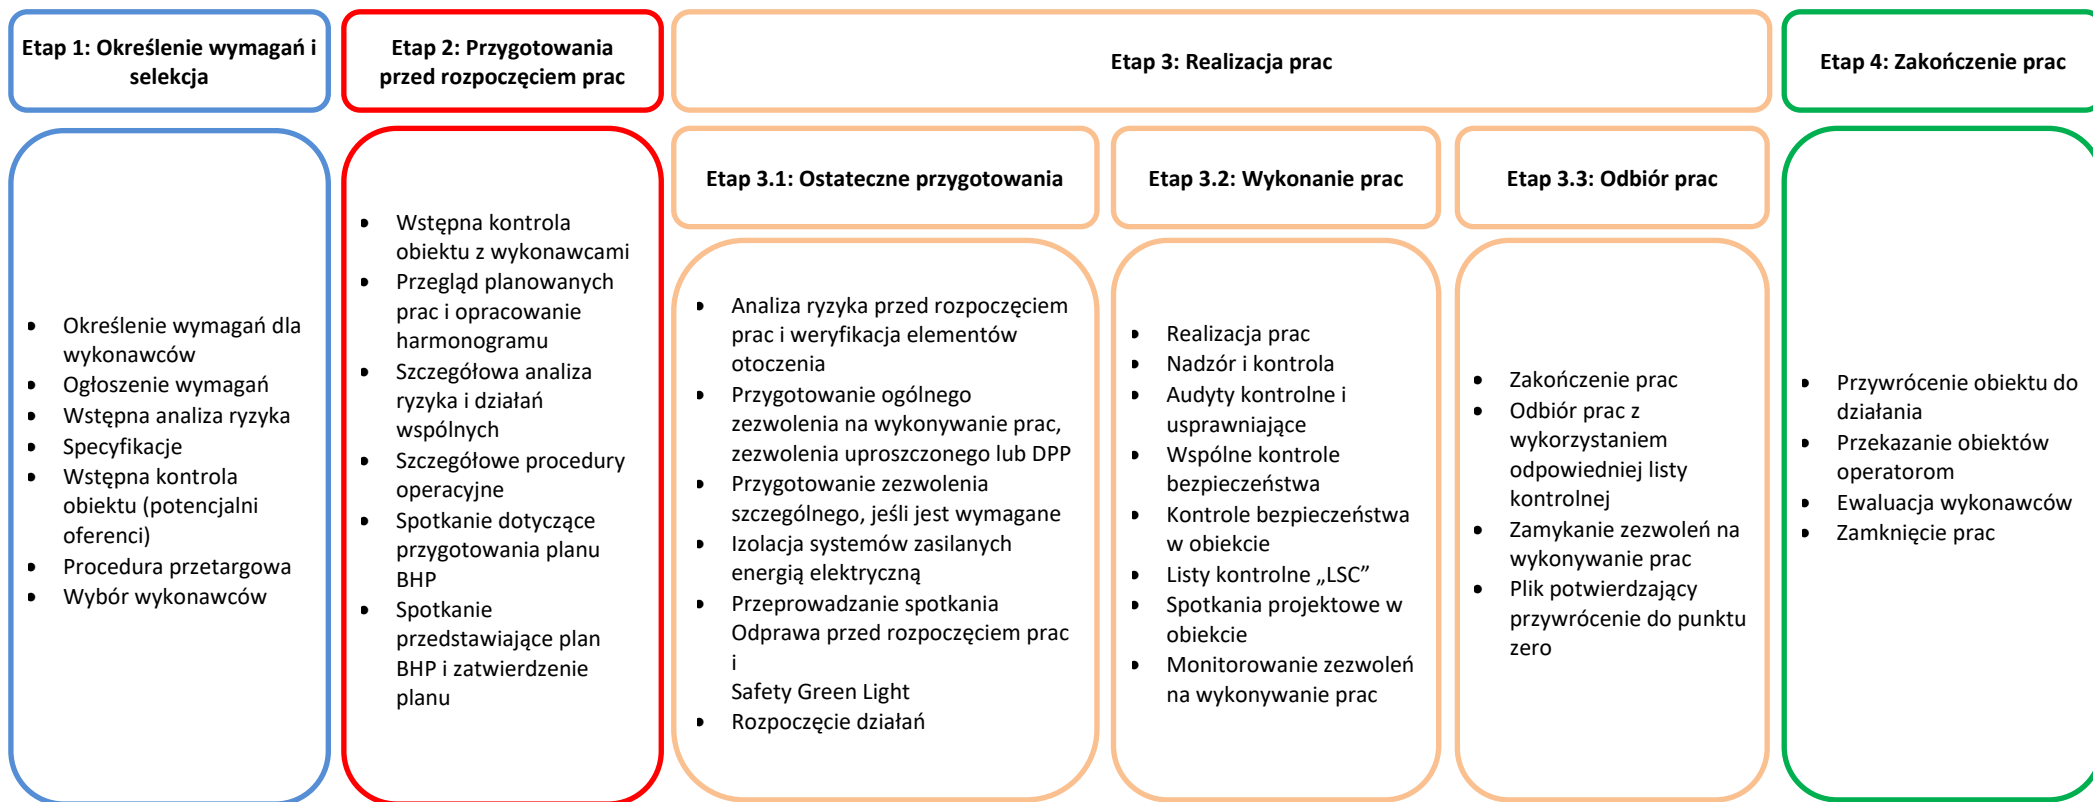 Etap 1: Określenie wymagań i
selekcja
Etap 2: Przygotowania
przed rozpoczęciem prac
Etap 3: Realizacja prac
Etap 4: Zakończenie prac
• Określenie wymagań dla
wykonawców
• Ogłoszenie wymagań
• Wstępna analiza ryzyka
• Specyfikacje
• Wstępna kontrola
obiektu (potencjalni
oferenci)
• Procedura przetargowa
• Wybór wykonawców
• Wstępna kontrola
obiektu z wykonawcami
• Przegląd planowanych
prac i opracowanie
harmonogramu
• Szczegółowa analiza
ryzyka i działań
wspólnych
• Szczegółowe procedury
operacyjne
• Spotkanie dotyczące
przygotowania planu
BHP
• Spotkanie
przedstawiające plan
BHP i zatwierdzenie
planu
Etap 3.1: Ostateczne przygotowania
• Analiza ryzyka przed rozpoczęciem
prac i weryfikacja elementów
otoczenia
• Przygotowanie ogólnego
zezwolenia na wykonywanie prac,
zezwolenia uproszczonego lub DPP
• Przygotowanie zezwolenia
szczególnego, jeśli jest wymagane
• Izolacja systemów zasilanych
energią elektryczną
• Przeprowadzanie spotkania
Odprawa przed rozpoczęciem prac
i
Safety Green Light
• Rozpoczęcie działań
Etap 3.2: Wykonanie prac
• Realizacja prac
• Nadzór i kontrola
• Audyty kontrolne i
usprawniające
• Wspólne kontrole
bezpieczeństwa
• Kontrole bezpieczeństwa
w obiekcie
• Listy kontrolne „LSC”
• Spotkania projektowe w
obiekcie
• Monitorowanie zezwoleń
na wykonywanie prac
Etap 3.3: Odbiór prac
• Zakończenie prac
• Odbiór prac z
wykorzystaniem
odpowiedniej listy
kontrolnej
• Zamykanie zezwoleń na
wykonywanie prac
• Plik potwierdzający
przywrócenie do punktu
zero
• Przywrócenie obiektu do
działania
• Przekazanie obiektów
operatorom
• Ewaluacja wykonawców
• Zamknięcie prac